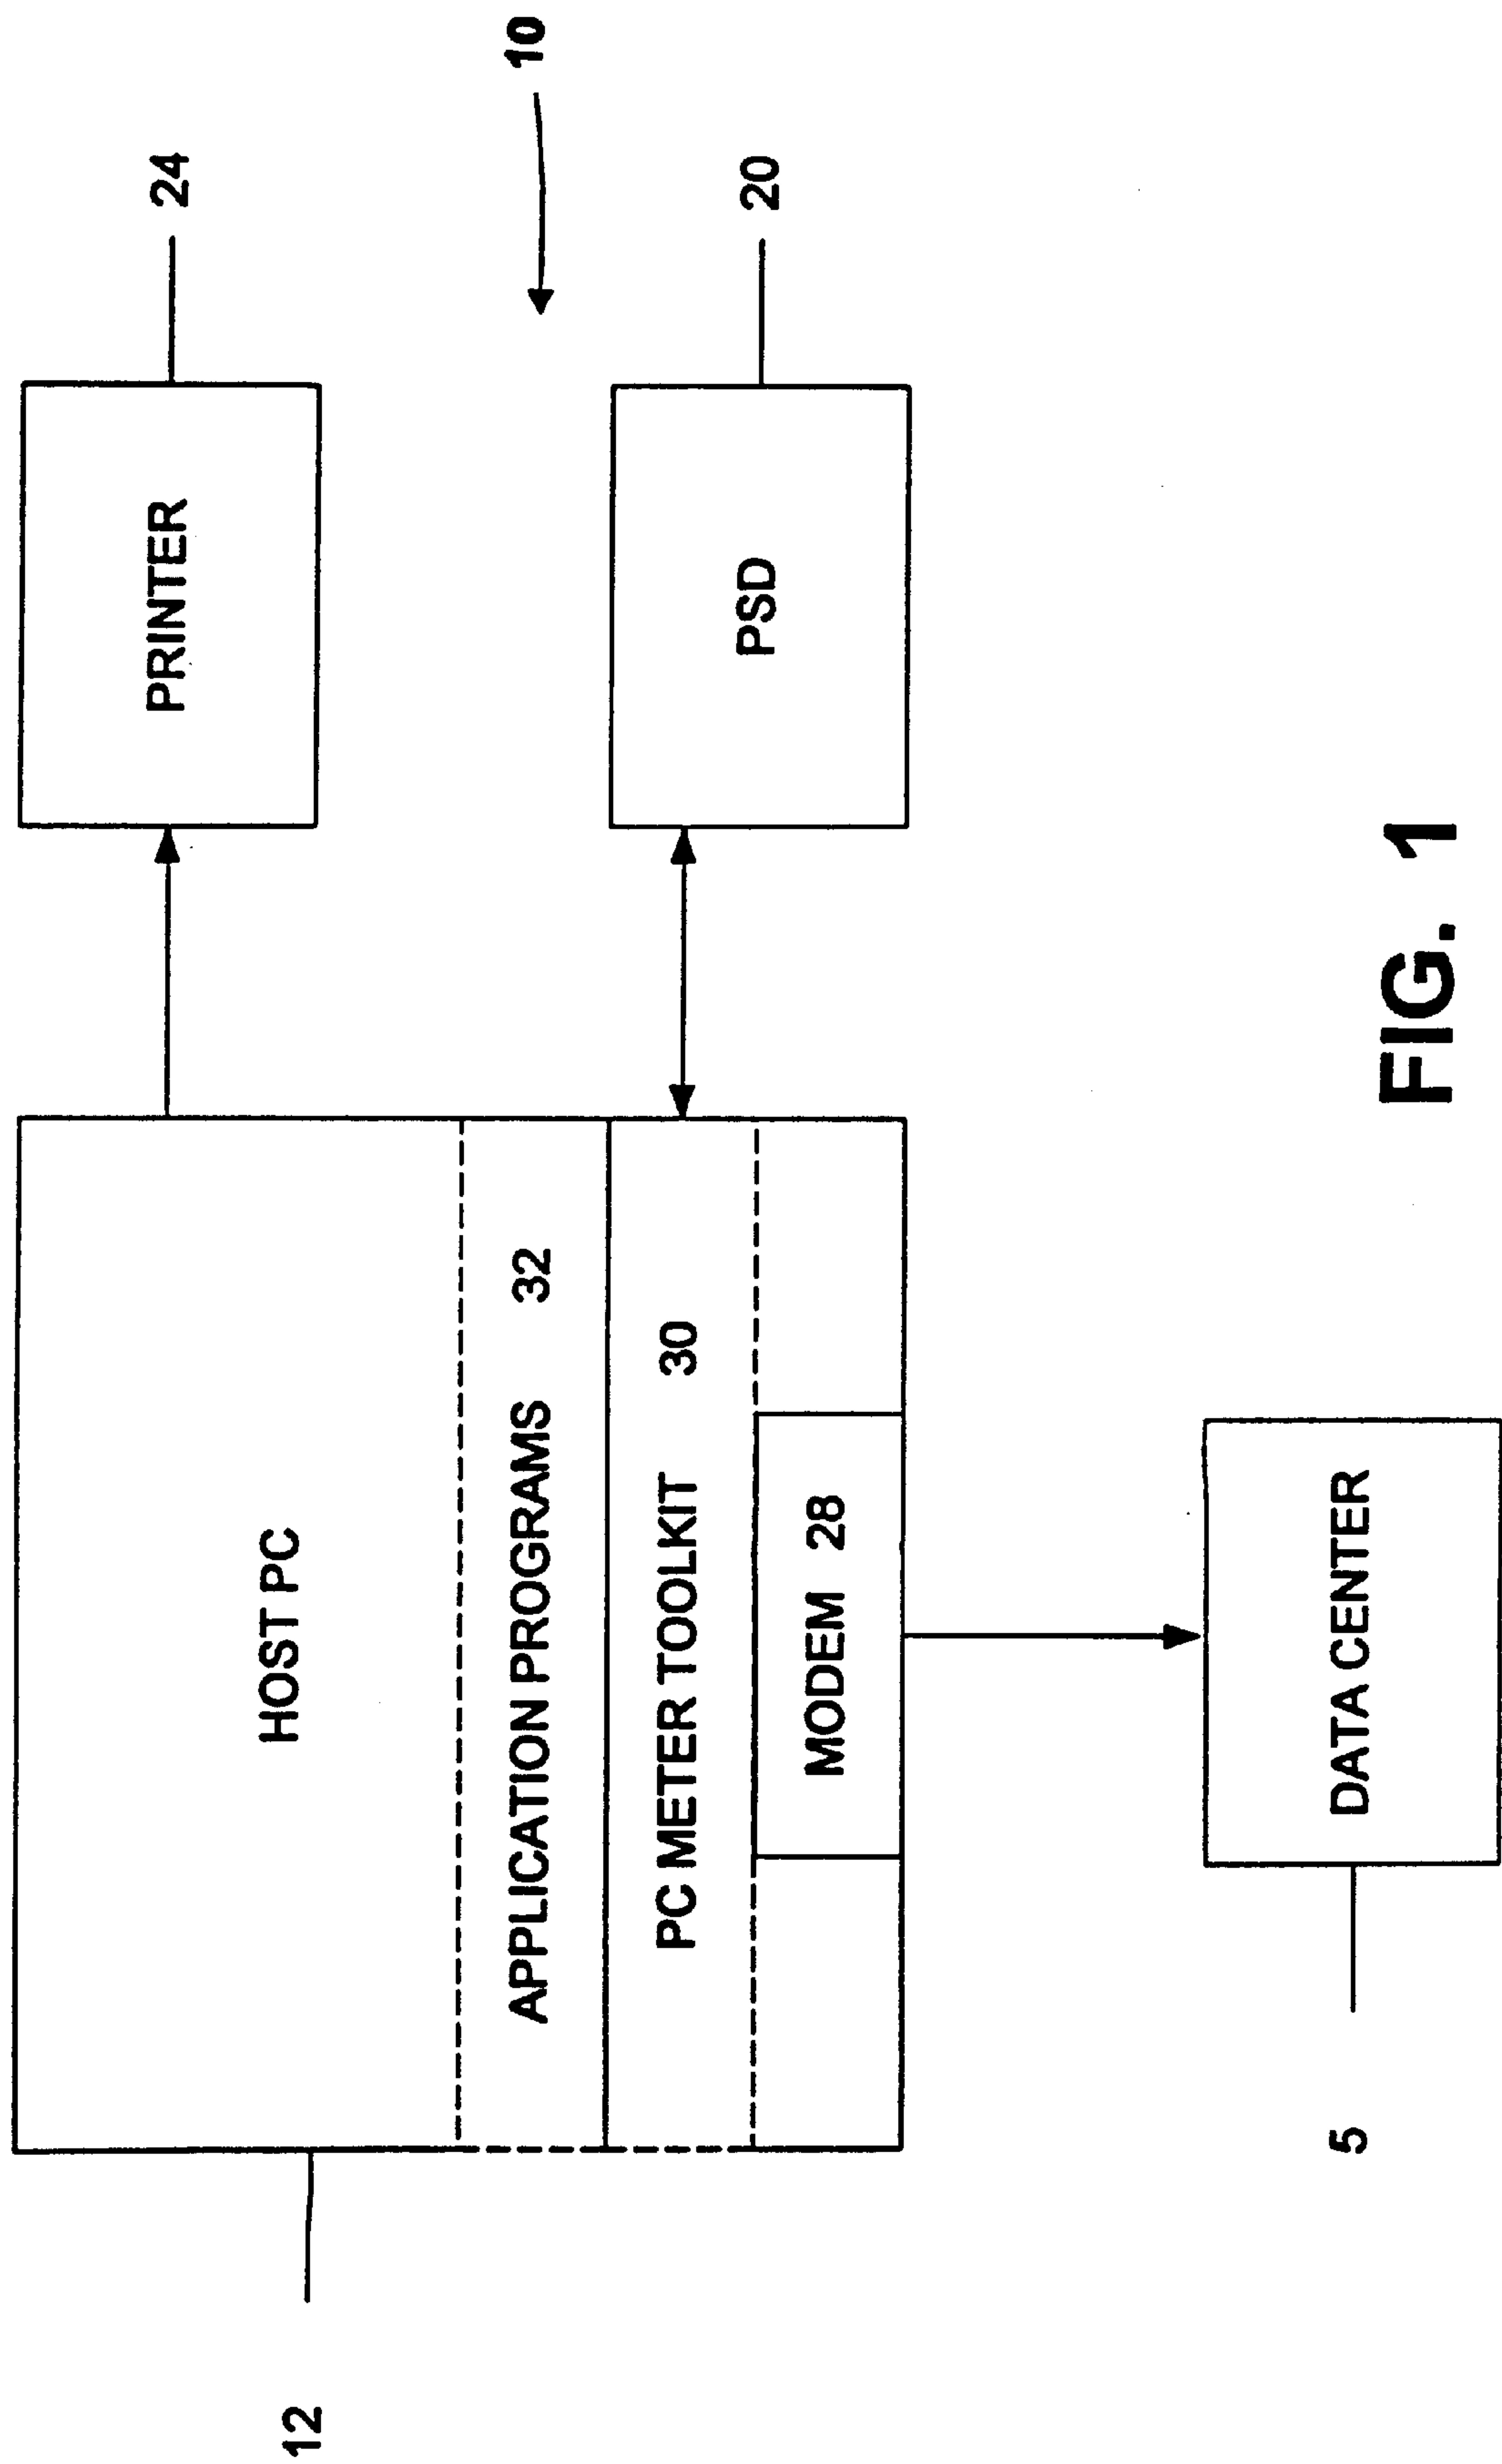 10
HOST PC
PRINTER
24
12
APPLICATION PROGRAMS 32
PC METER TOOLKIT 30
PSD
20
MODEM 28
DATA CENTER
5
FIG. 1